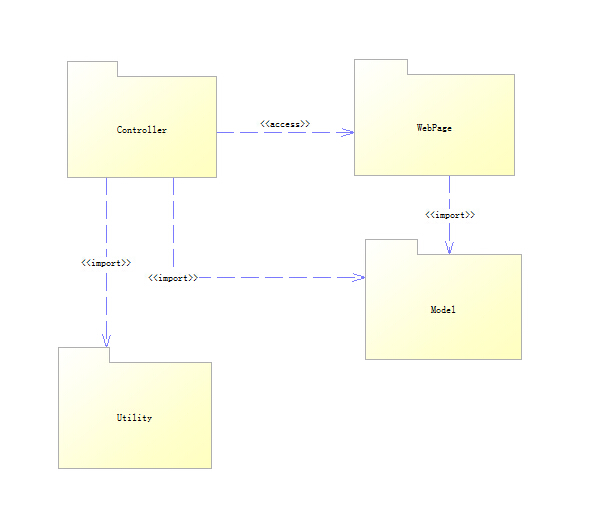 <<access>>
Controller
WebPage
<<import>>
<<import>>
<<import>>
Model
Utility